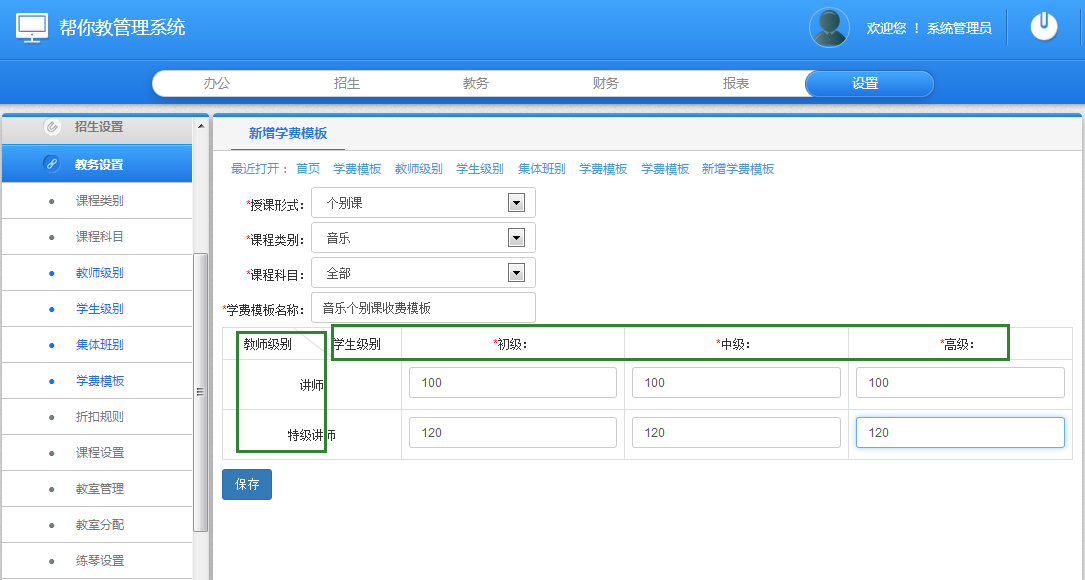 帮你教管理系统
欢迎您 ！ 系统管理员
办公 招生 教务 财务 报表 设置
招生设置
教务设置
课程类别
课程科目
教师级别
学生级别
集体班别
学费模板
折扣规则
课程设置
教室管理
教室分配
练琴设置
新增学费模板
最近打开： 首页 学费模板 教师级别 学生级别 集体班别 学费模板 学费模板 新增学费模板
*授课形式： 个别课
*课程类别： 音乐
*课程科目： 全部
*学费模板名称： 音乐个别课收费模板
教师级别 学生级别 *初级： *中级： *高级：
讲师 100 100 100
特级讲师 120 120 120
保存